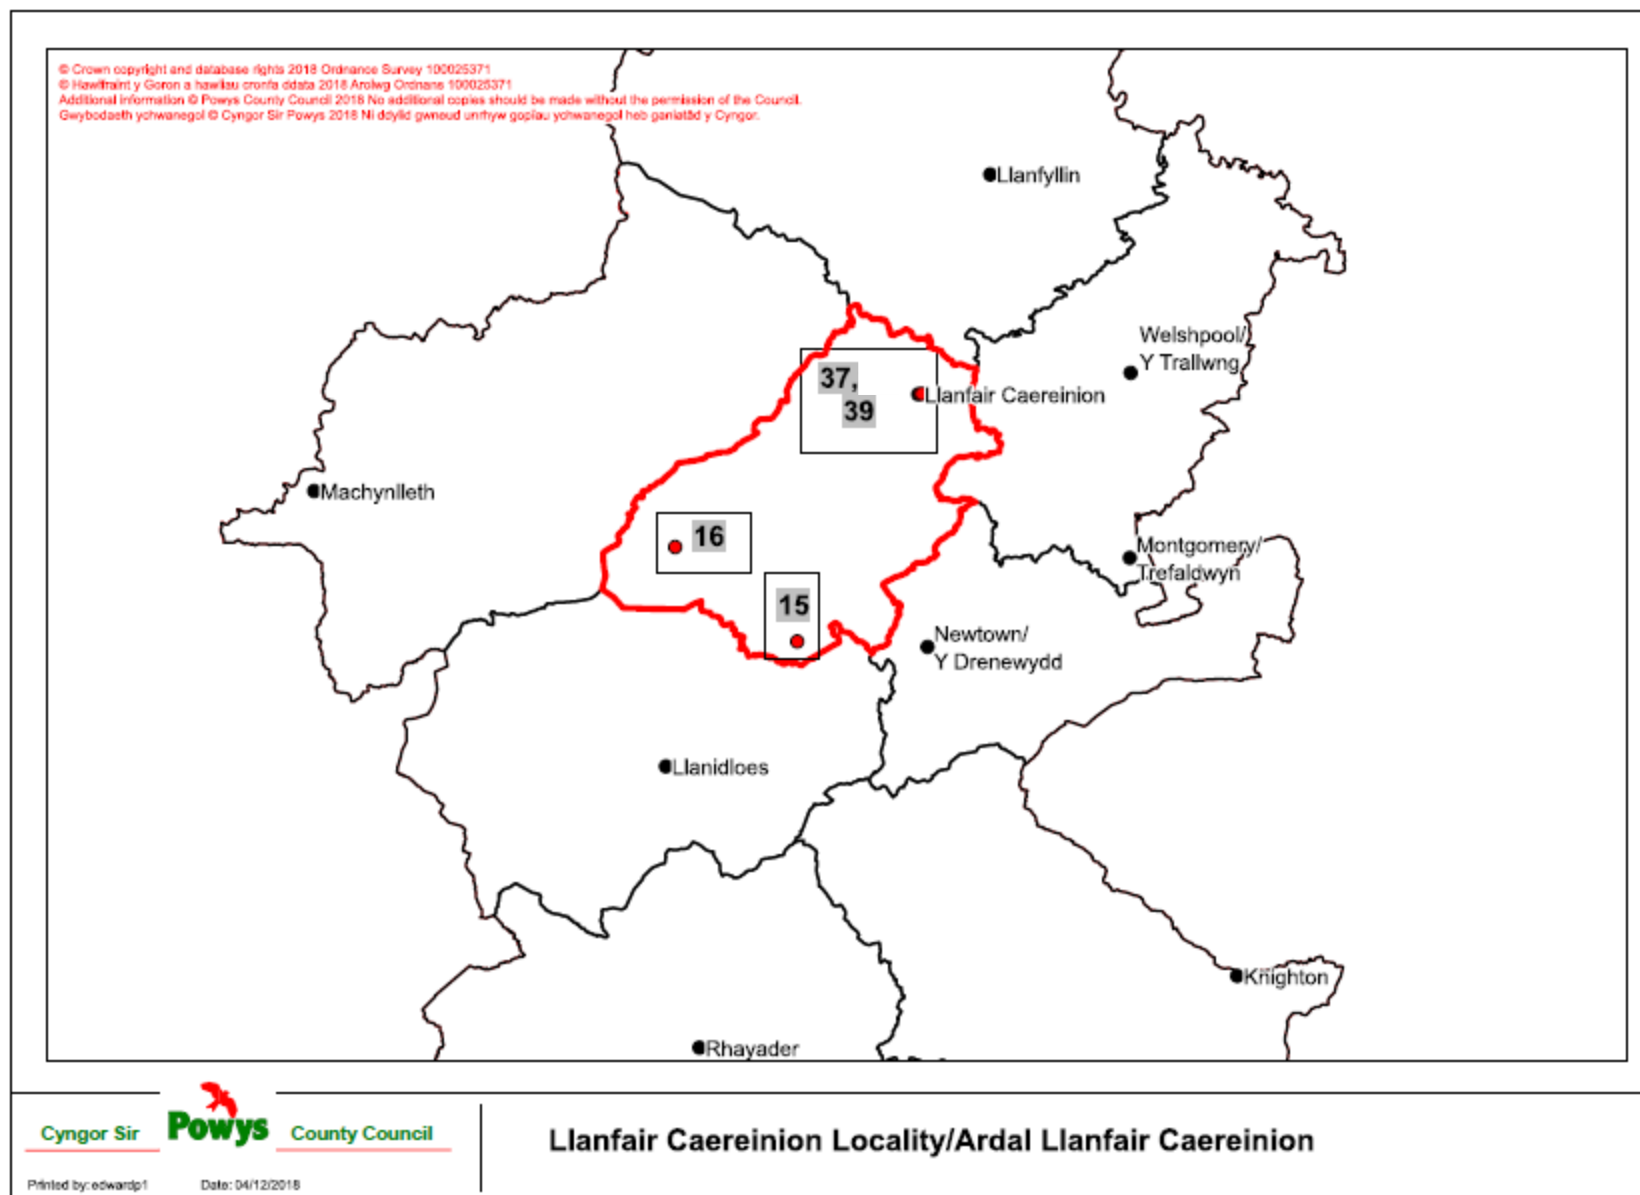 © Crown copyright and database rights 2018 Ordnance Survey 100025371
© Hawlfraint y Goron a hawliau cronfa ddata 2018 Arolwg Ordnans 100025371
Additional Information © Powys County Council 2018 No additional copies should be made without the permission of the Council.
Gwybodaeth ychwanegol © Cyngor Sir Powys 2018 Ni ddylid gwneud unrhyw gopïau ychwanegol heb ganiatâd y Cyngor.
Llanfyllin
Welshpool/
Y Trallwng
37,
Llanfair Caereinion
39
Machynlleth
16
Montgomery/
Trefaldwyn
15
Newtown/
Y Drenewydd
Llanidloes
Knighton
Rhayader
Cyngor Sir Powys County Council
Llanfair Caereinion Locality/Ardal Llanfair Caereinion
Printed by: edwardp1 Date: 04/12/2018